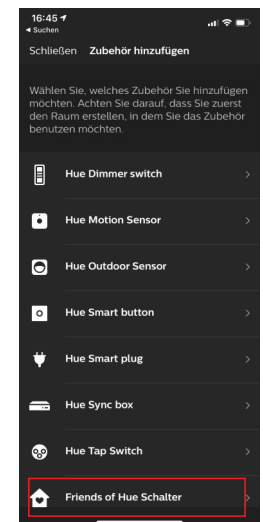 16:45
◀ Suchen
Schließen Zubehör hinzufügen
Wählen Sie, welches Zubehör Sie hinzufügen
möchten. Achten Sie darauf, dass Sie zuerst
den Raum erstellen, in dem Sie das Zubehör
benutzen möchten.
Hue Dimmer switch
Hue Motion Sensor
Hue Outdoor Sensor
Hue Smart button
Hue Smart plug
Hue Sync box
Hue Tap Switch
Friends of Hue Schalter